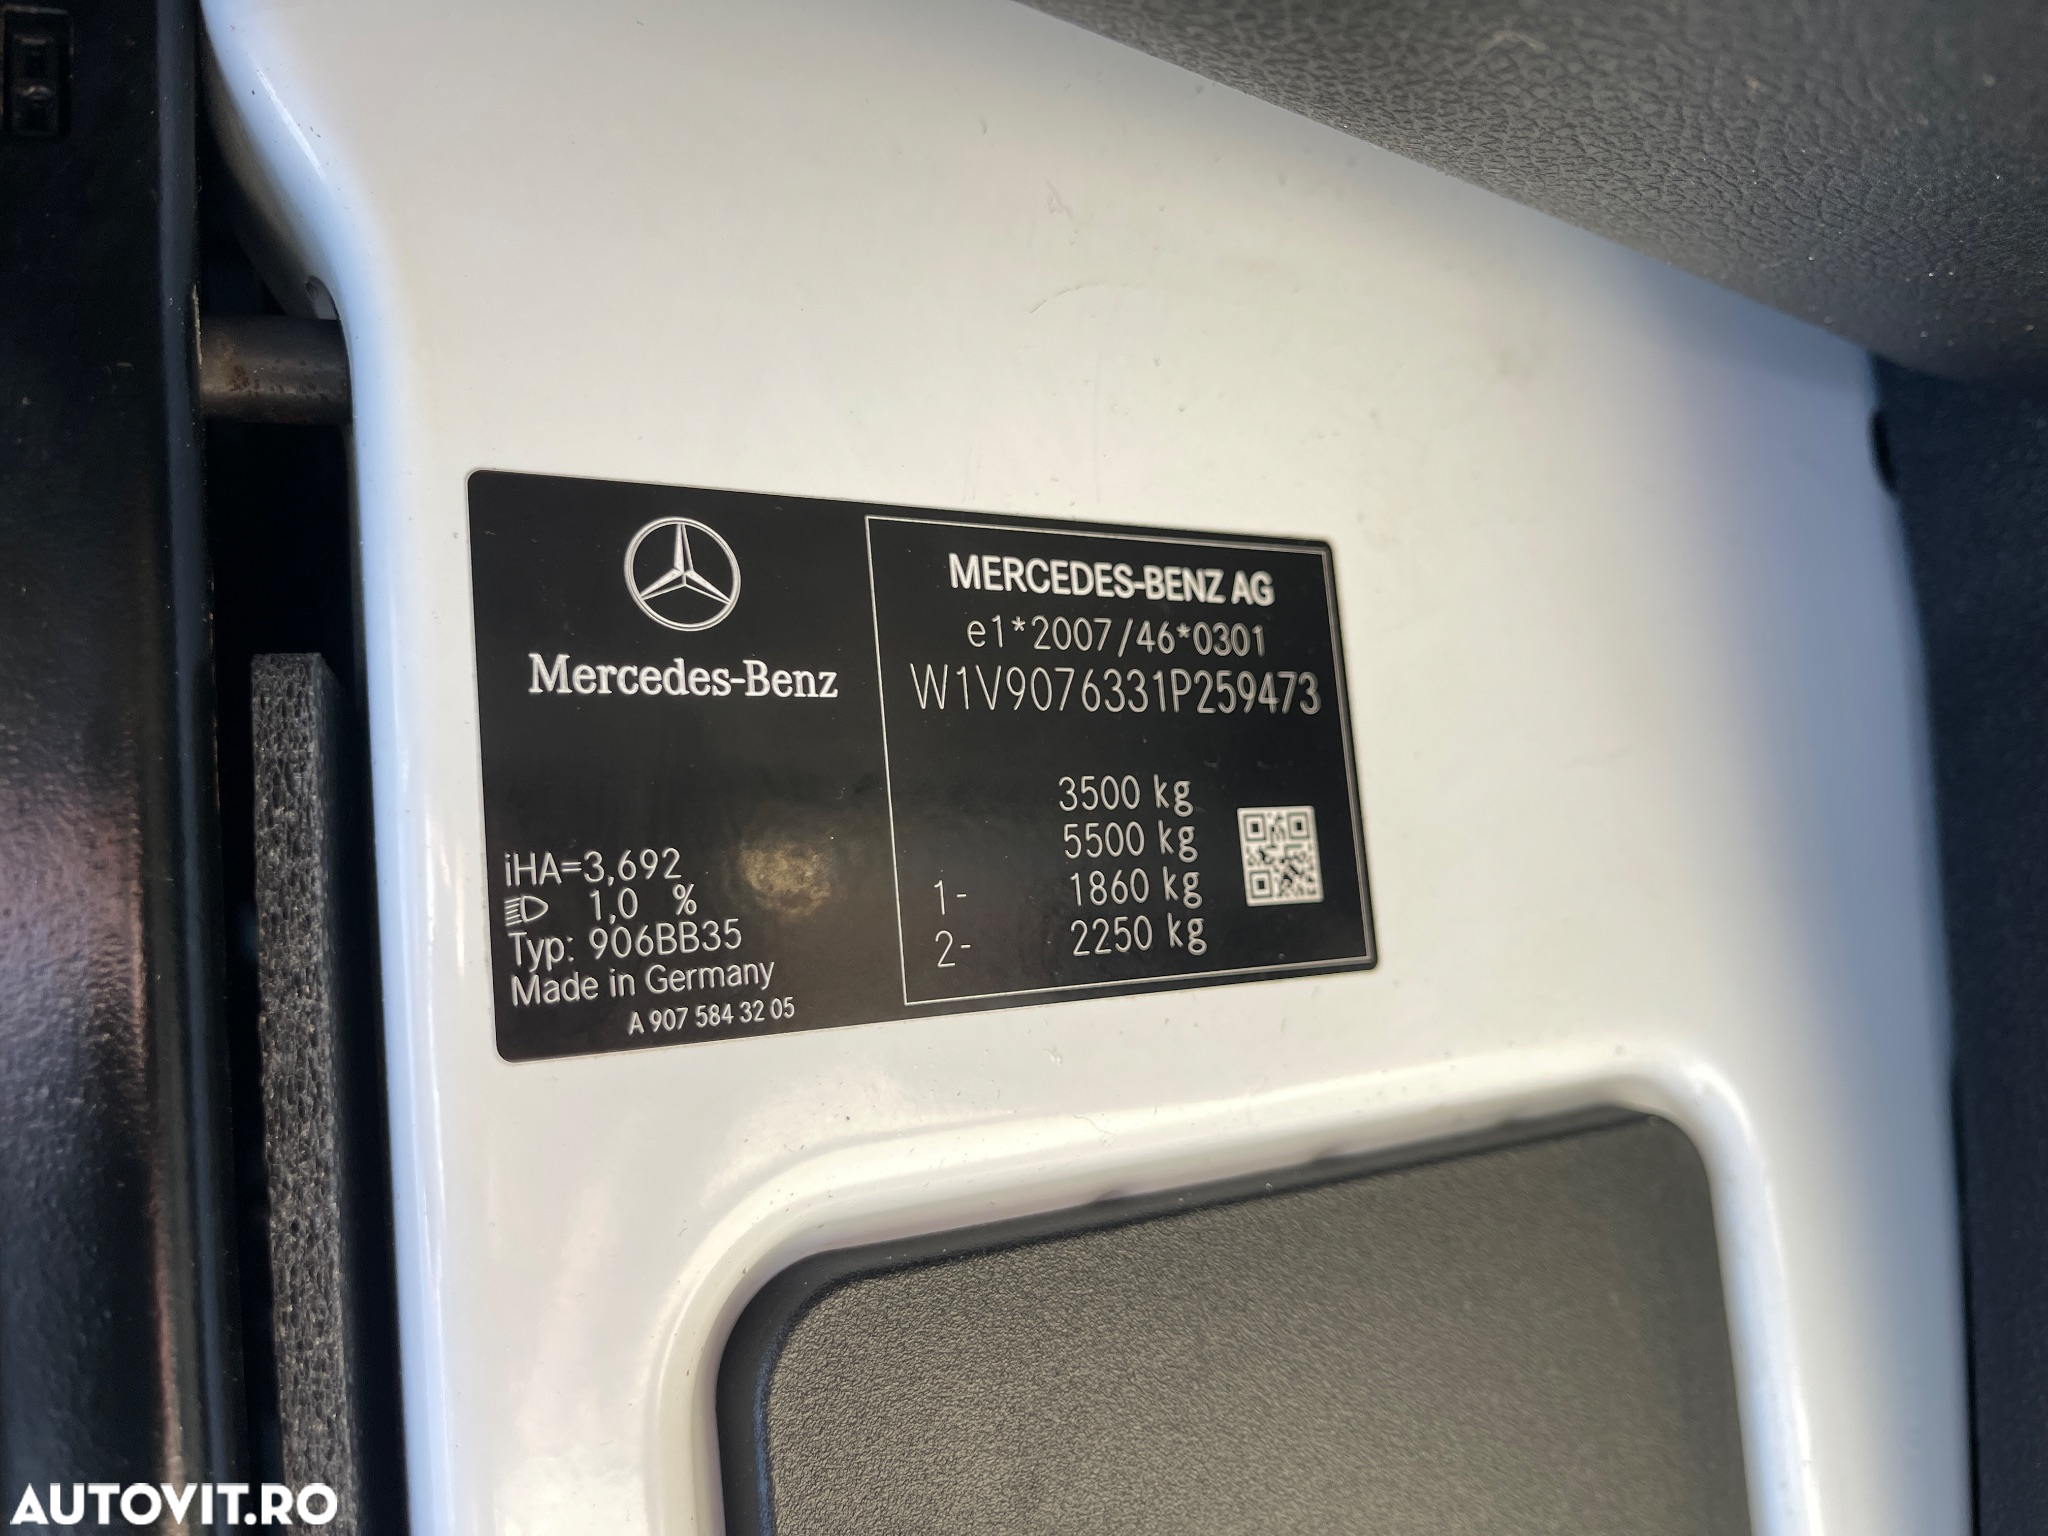 Mercedes-Benz
iHA=3,692
1,0 %
Typ: 906BB35
Made in Germany
A 907 584 32 05
MERCEDES-BENZ AG
e1*2007/46*0301
W1V9076331P259473
3500 kg
5500 kg
1- 1860 kg
2- 2250 kg
AUTOVIT.RO